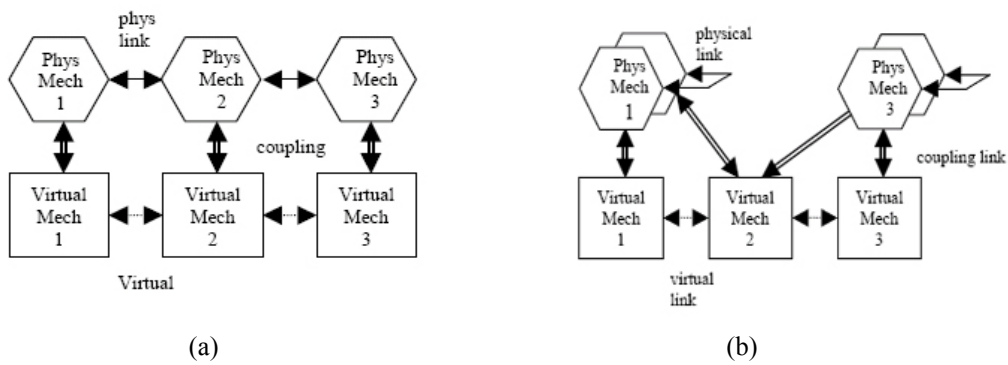 phys
link
Phys
Mech
1
Phys
Mech
2
Phys
Mech
3
coupling
Virtual
Mech
1
Virtual
Mech
2
Virtual
Mech
3
Virtual
(a)
physical
link
Phys
Mech
1
Phys
Mech
3
coupling link
Virtual
Mech
1
Virtual
Mech
2
Virtual
Mech
3
virtual
link
(b)